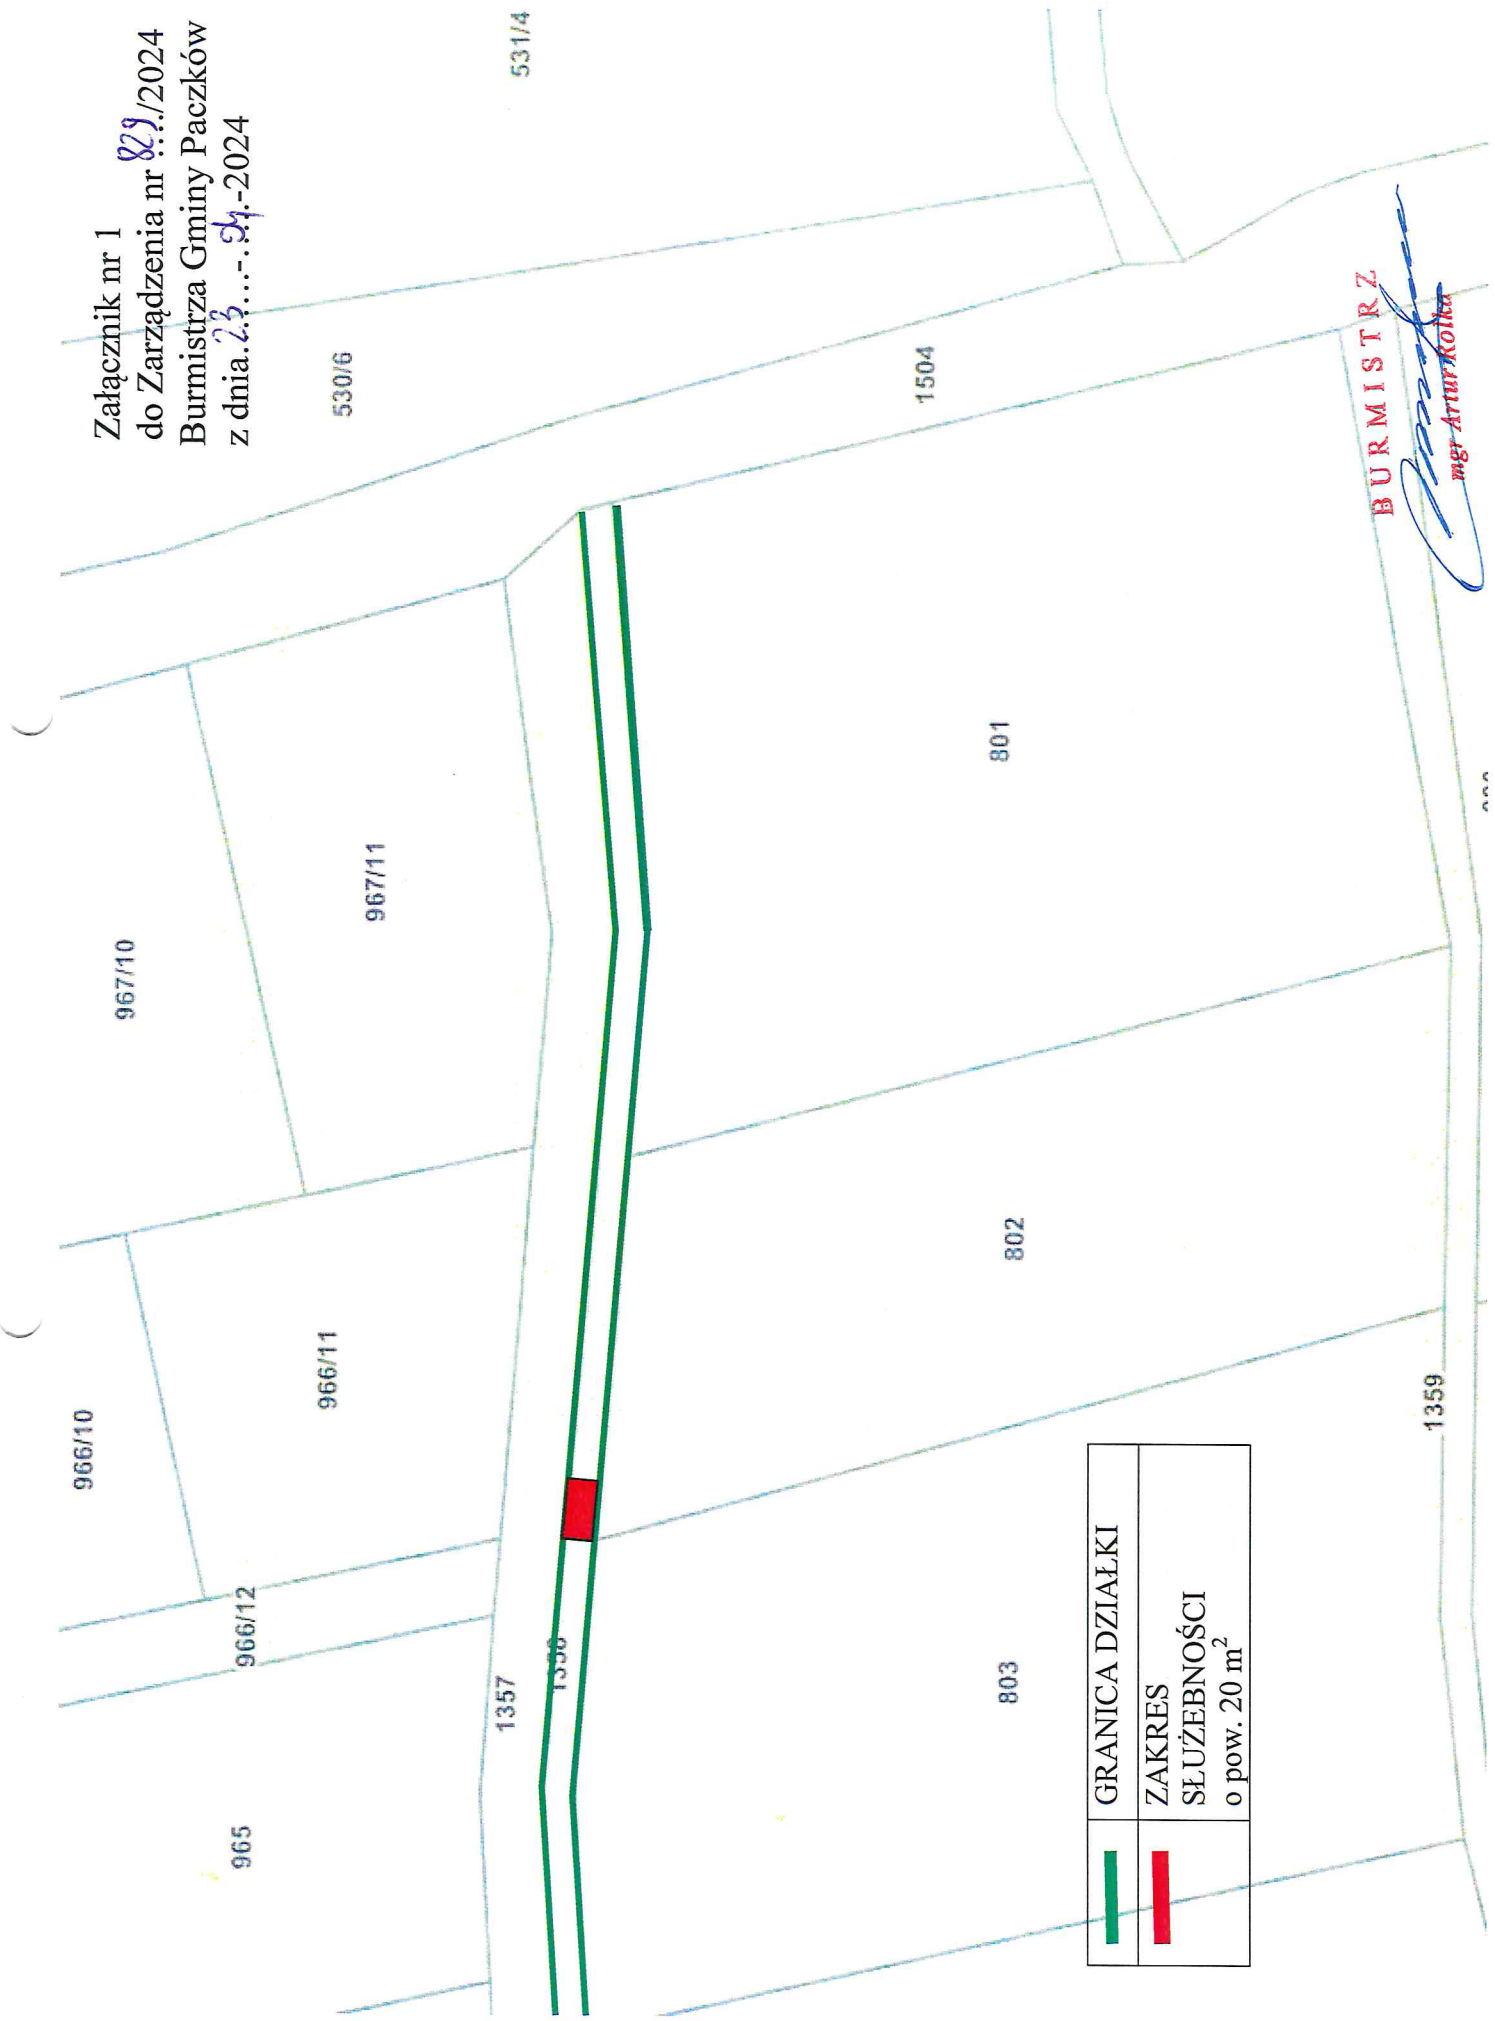 Załącznik nr 1
do Zarządzenia nr 829/2024
Burmistrza Gminy Paczków
z dnia 23-04-2024
531/4
530/6
967/10
967/11
1504
966/10
966/11
801
966/12
802
965
1357
803
1359
GRANICA DZIAŁKI
ZAKRES
SŁUŻEBNOŚCI
o pow. 20 m²
BURMISTRZ
mgr Artur Rolka